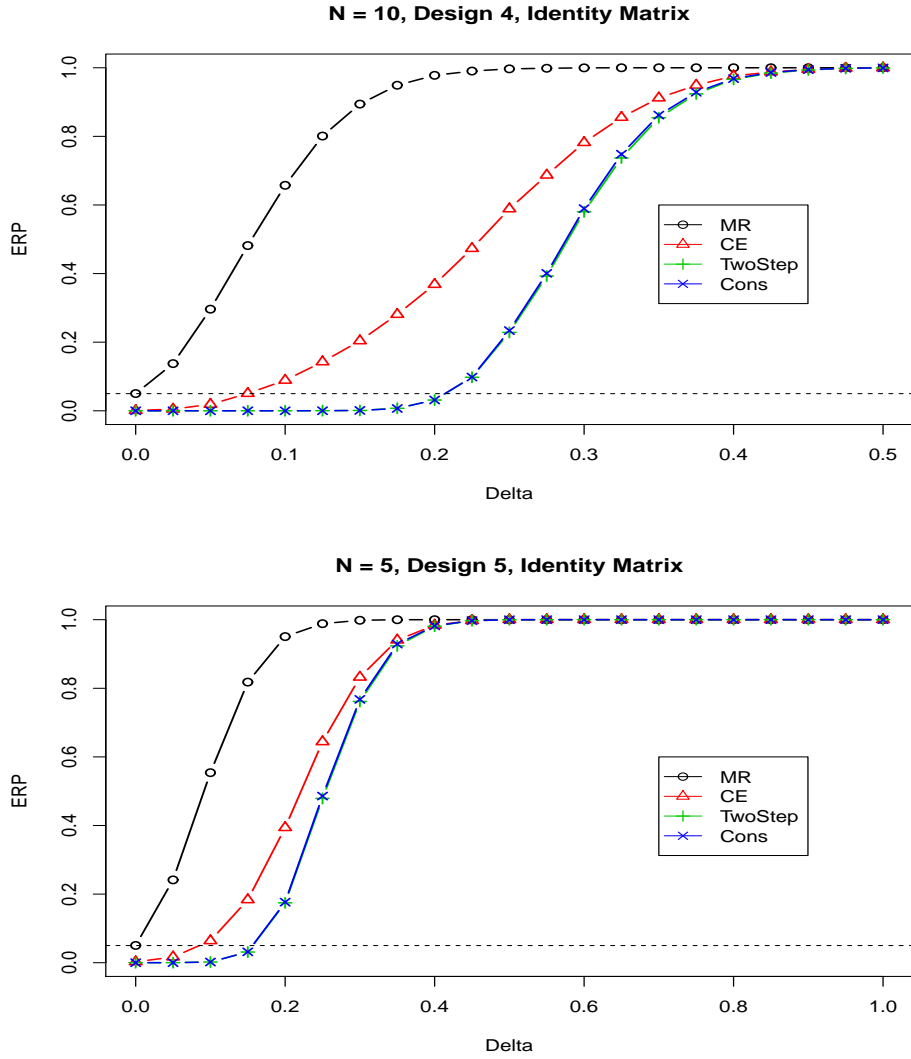 N = 10, Design 4, Identity Matrix
1.0
0.8
0.6
0.4
0.2
0.0
ERP
MR
CE
TwoStep
Cons
0.0 0.1 0.2 0.3 0.4 0.5
Delta
N = 5, Design 5, Identity Matrix
1.0
0.8
0.6
0.4
0.2
0.0
ERP
MR
CE
TwoStep
Cons
0.0 0.2 0.4 0.6 0.8 1.0
Delta